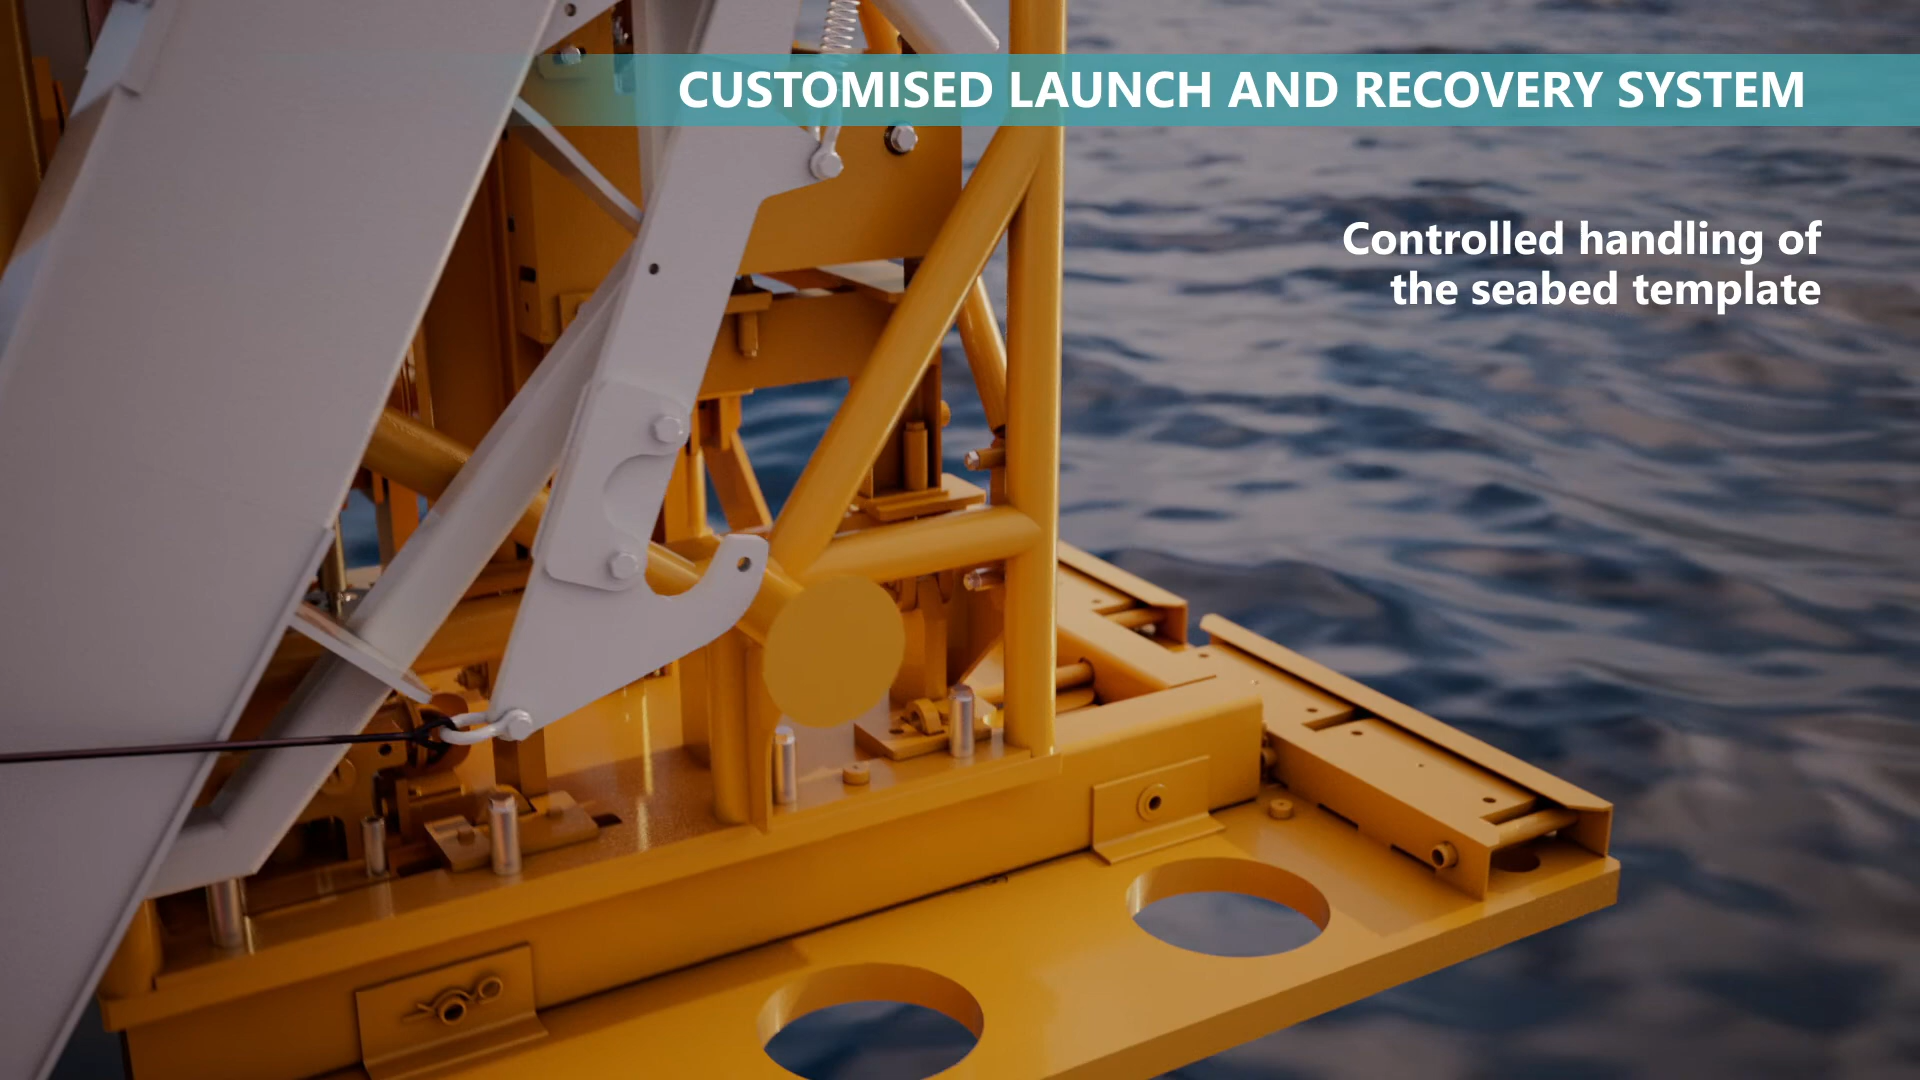 CUSTOMISED LAUNCH AND RECOVERY SYSTEM
Controlled handling of
the seabed template